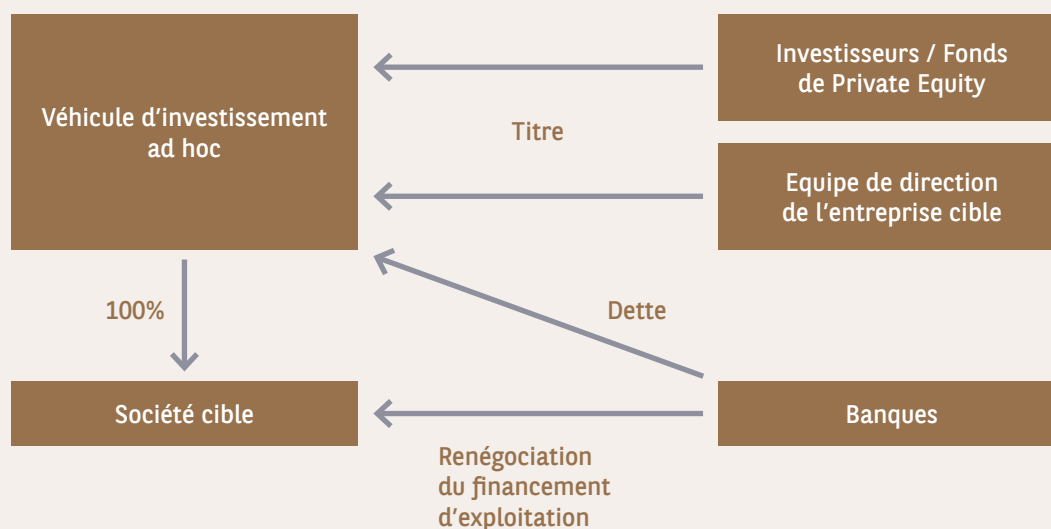 Véhicule d'investissement
ad hoc
Investisseurs / Fonds
de Private Equity
Titre
Equipe de direction
de l'entreprise cible
100%
Dette
Société cible
Banques
Renégociation
du financement
d'exploitation